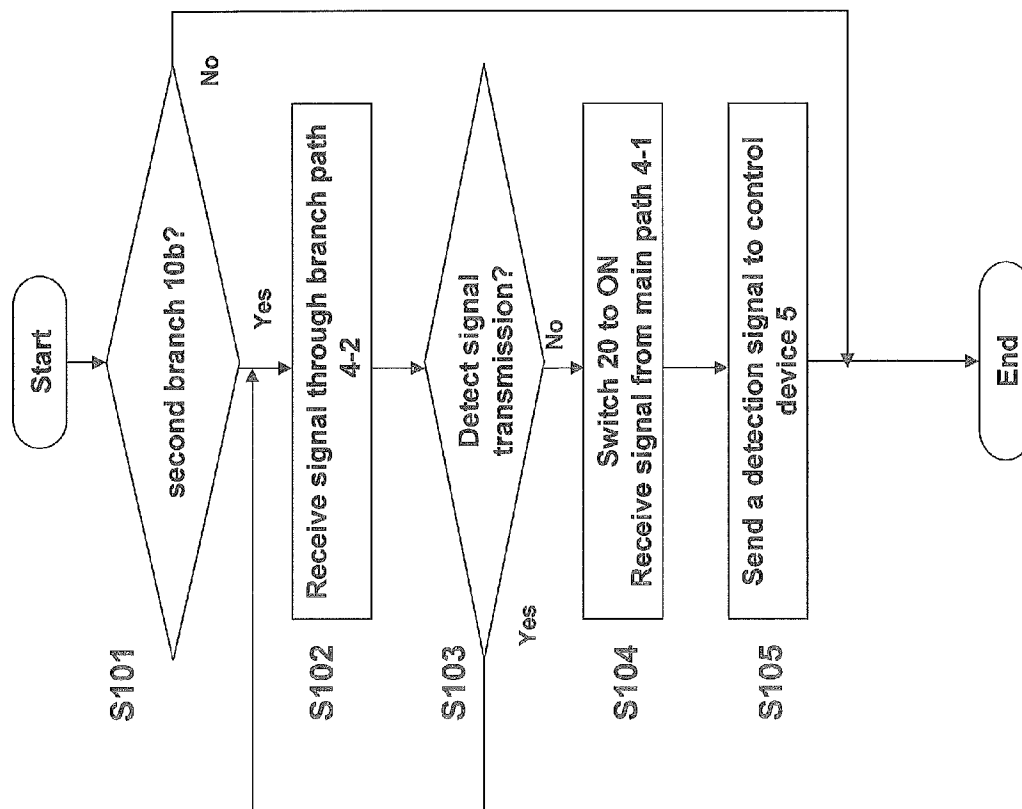 Start
S101
second branch 10b?
No
Yes
S102
Receive signal through branch path
4-2
S103
Detect signal
transmission?
Yes
No
S104
Switch 20 to ON
Receive signal from main path 4-1
S105
Send a detection signal to control
device 5
End